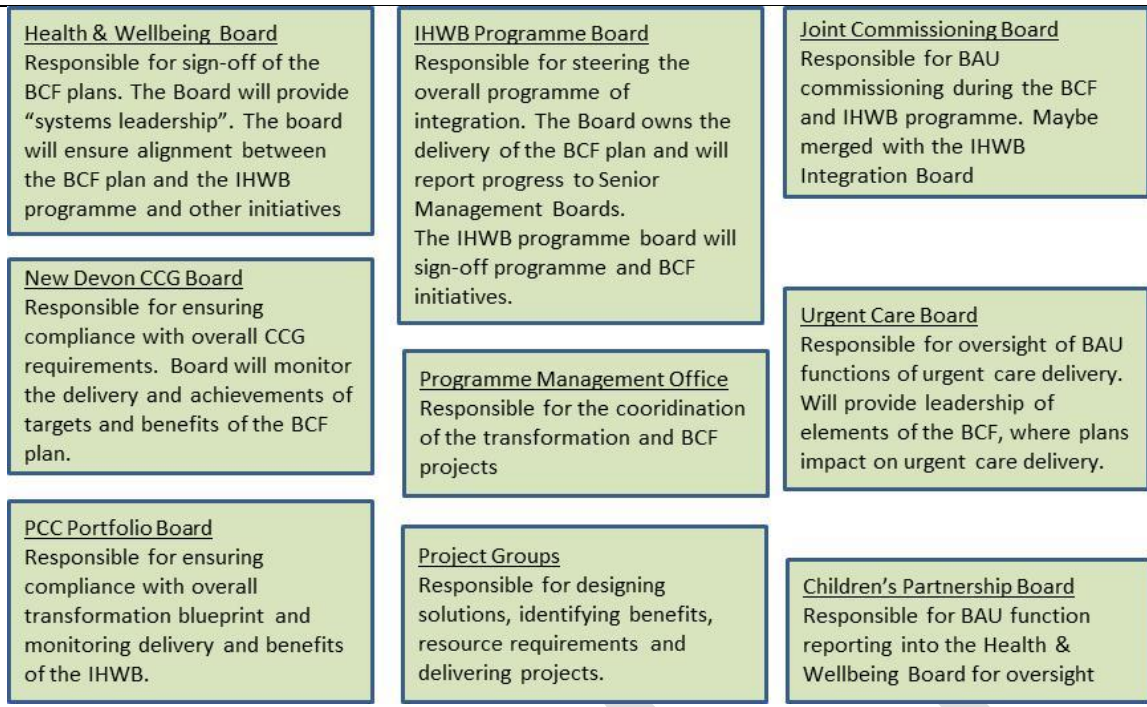 Health & Wellbeing Board
Responsible for sign-off of the
BCF plans. The Board will provide
“systems leadership”. The board
will ensure alignment between
the BCF plan and the IHWB
programme and other initiatives
New Devon CCG Board
Responsible for ensuring
compliance with overall CCG
requirements.  Board will monitor
the delivery and achievements of
targets and benefits of the BCF
plan.
PCC Portfolio Board
Responsible for ensuring
compliance with overall
transformation blueprint and
monitoring delivery and benefits
of the IHWB.
IHWB Programme Board
Responsible for steering the
overall programme of
integration. The Board owns the
delivery of the BCF plan and will
report progress to Senior
Management Boards.
The IHWB programme board will
sign-off programme and BCF
initiatives.
Programme Management Office
Responsible for the cooridination
of the transformation and BCF
projects
Project Groups
Responsible for designing
solutions, identifying benefits,
resource requirements and
delivering projects.
Joint Commissioning Board
Responsible for BAU
commissioning during the BCF
and IHWB programme. Maybe
merged with the IHWB
Integration Board
Urgent Care Board
Responsible for oversight of BAU
functions of urgent care delivery.
Will provide leadership of
elements of the BCF, where plans
impact on urgent care delivery.
Children’s Partnership Board
Responsible for BAU function
reporting into the Health &
Wellbeing Board for oversight